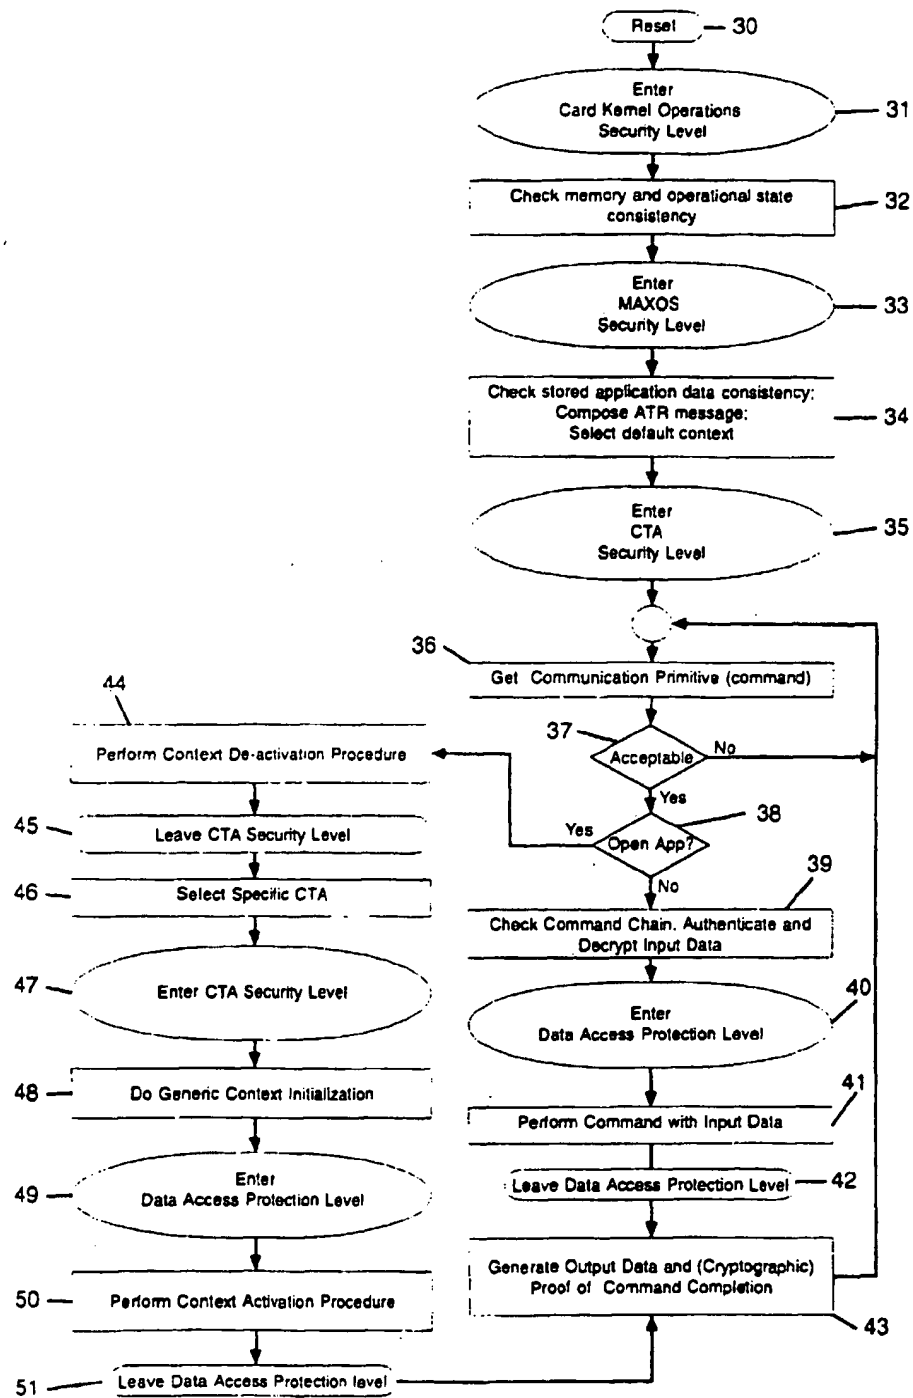 Reset
30
Enter
Card Kernel Operations
Security Level
31
Check memory and operational state
consistency
32
Enter
MAXOS
Security Level
33
Check stored application data consistency;
Compose ATR message;
Select default context
34
Enter
CTA
Security Level
35
36
Get Communication Primitive (command)
37
Acceptable
No
Yes
38
Open App?
Yes
No
39
Check Command Chain. Authenticate and
Decrypt Input Data
40
Enter
Data Access Protection Level
41
Perform Command with Input Data
Leave Data Access Protection Level
42
Generate Output Data and (Cryptographic)
Proof of Command Completion
43
44
Perform Context De-activation Procedure
45
Leave CTA Security Level
46
Select Specific CTA
47
Enter CTA Security Level
48
Do Generic Context Initialization
49
Enter
Data Access Protection Level
50
Perform Context Activation Procedure
51
Leave Data Access Protection level